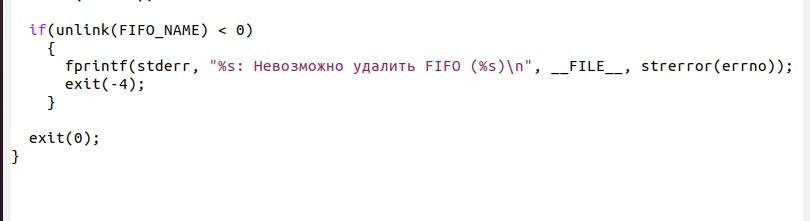 if(unlink(FIFO_NAME) < 0)
{
fprintf(stderr, "%s: Невозможно удалить FIFO (%s)\n", __FILE__, strerror(errno));
exit(-4);
}
exit(0);
}